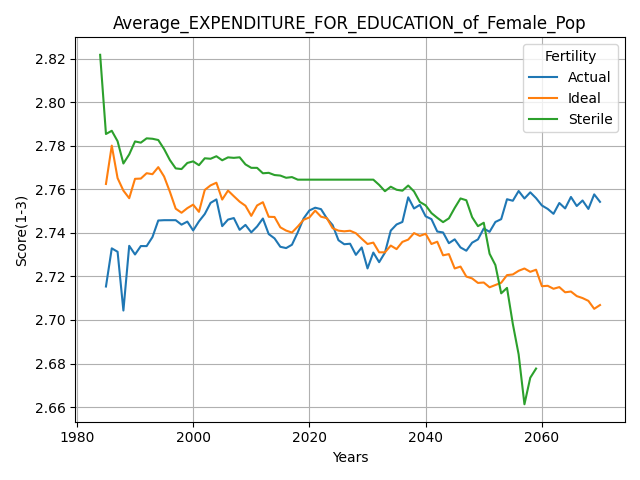 Average_EXPENDITURE_FOR_EDUCATION_of_Female_Pop
Fertility
Actual
Ideal
Sterile
Score(1-3)
2.82
2.80
2.78
2.76
2.74
2.72
2.70
2.68
2.66
1980
2000
2020
2040
2060
Years